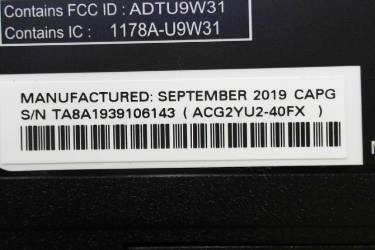 Contains FCC ID : ADTU9W31
Contains IC : 1178A-U9W31
MANUFACTURED: SEPTEMBER 2019 CAPG
S/N TA8A1939106143 ( ACG2YU2-40FX )